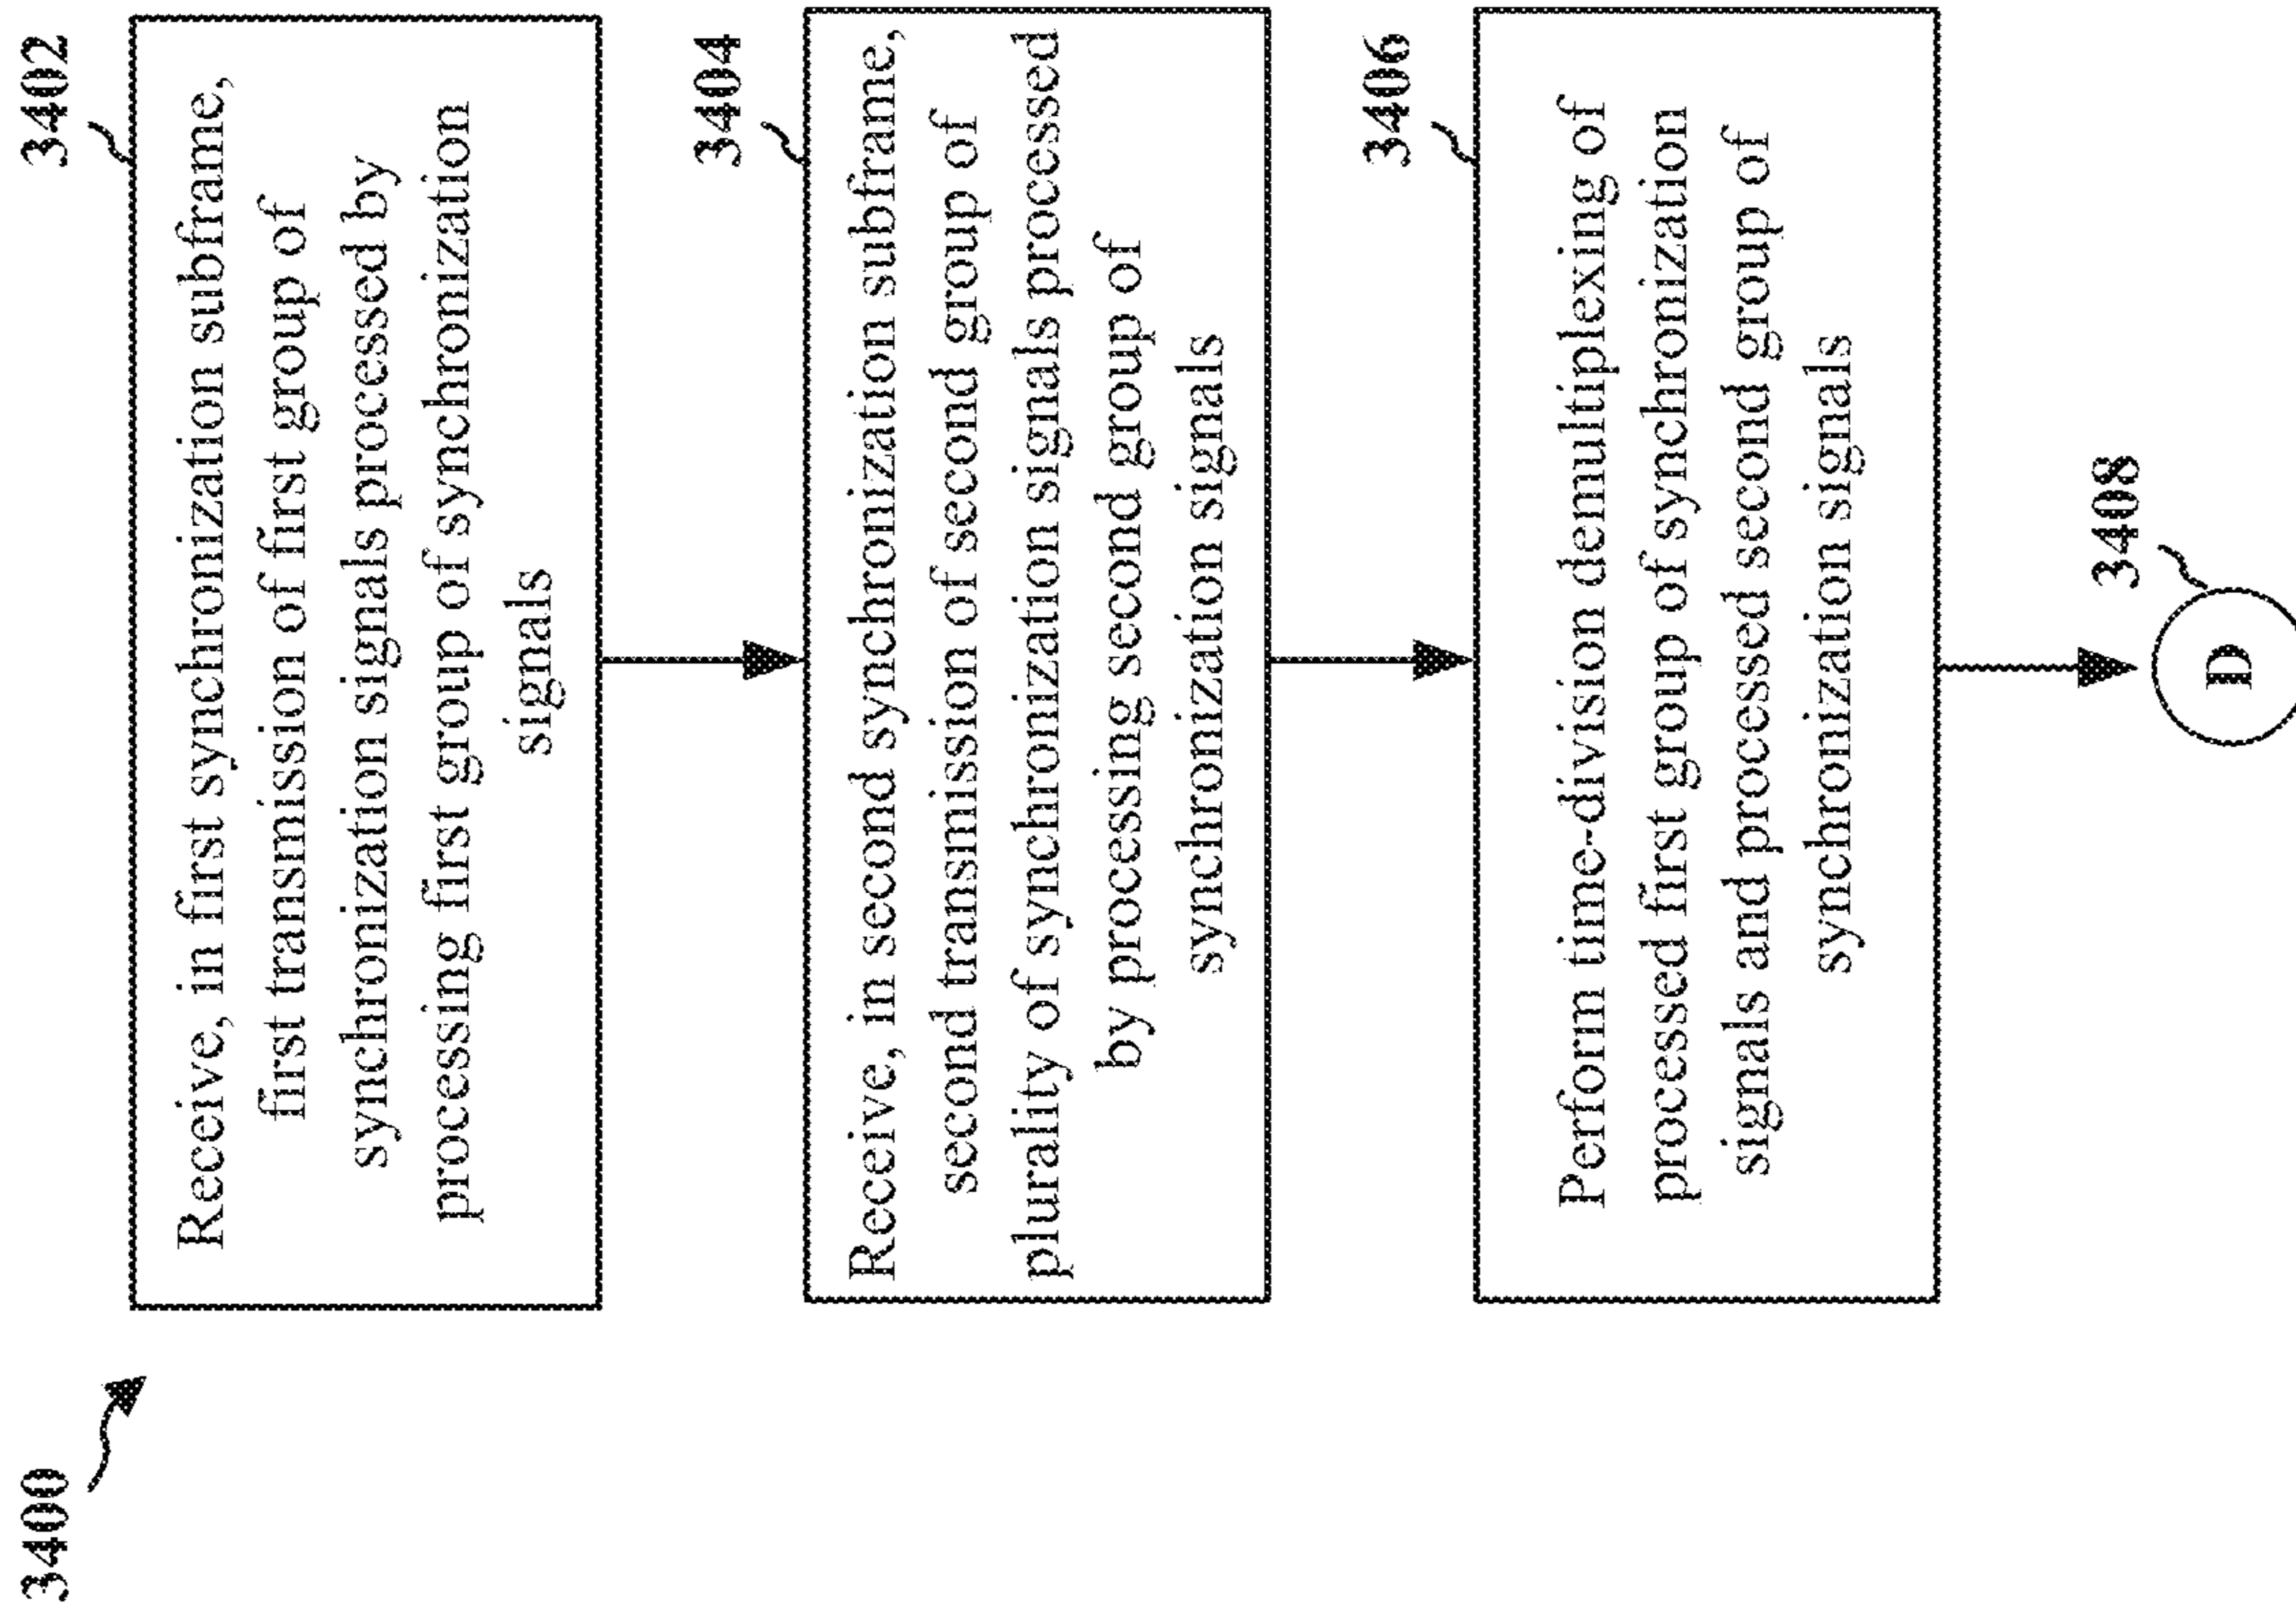 3400
3402
Receive, in first synchronization subframe,
first transmission of first group of
synchronization signals processed by
processing first group of synchronization
signals
3404
Receive, in second synchronization subframe,
second transmission of second group of
plurality of synchronization signals processed
by processing second group of
synchronization signals
3406
Perform time-division demultiplexing of
processed first group of synchronization
signals and processed second group of
synchronization signals
3408
D